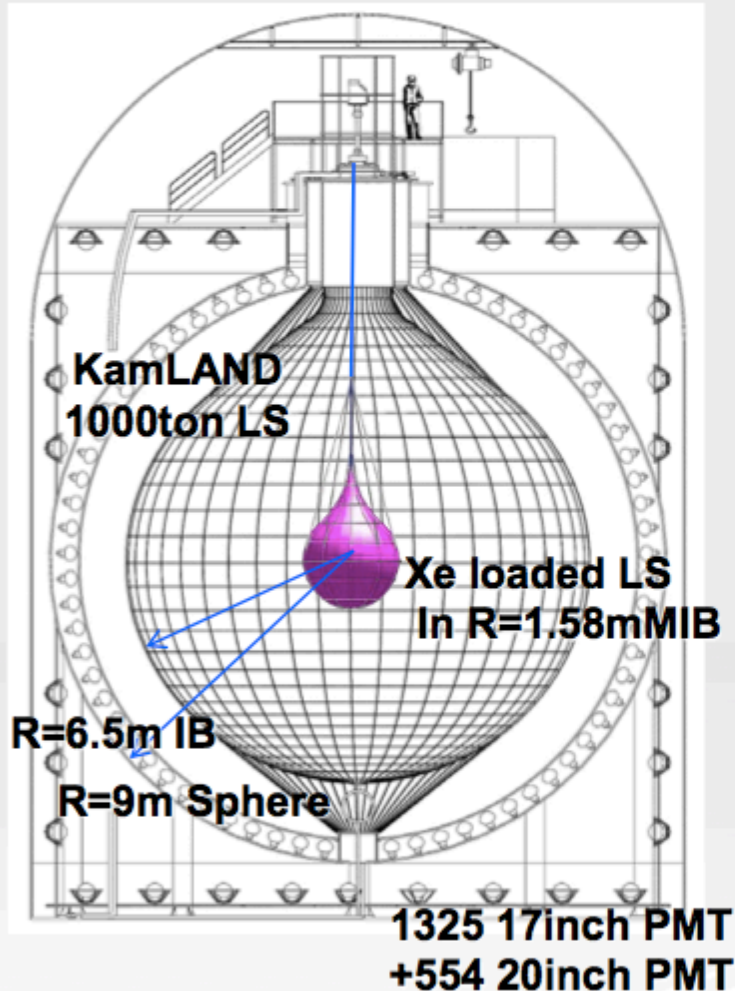 KamLAND
1000ton LS
Xe loaded LS
In R=1.58mMIB
R=6.5m IB
R=9m Sphere
1325 17inch PMT
+554 20inch PMT